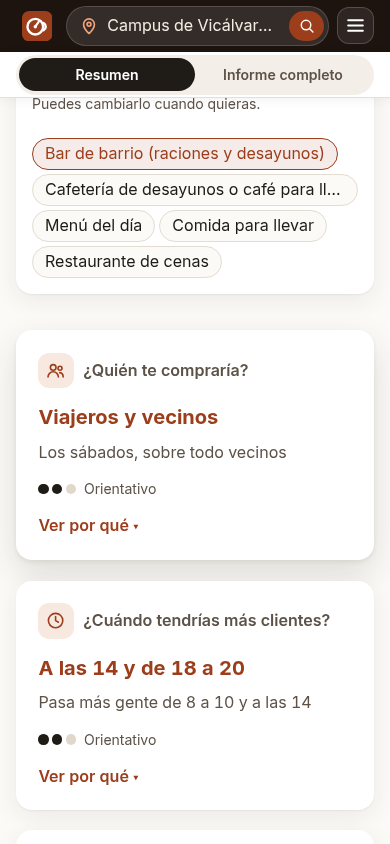 Campus de Vicálvar...
Resumen
Informe completo
Puedes cambiarlo cuando quieras.
Bar de barrio (raciones y desayunos)
Cafetería de desayunos o café para ll...
Menú del día
Comida para llevar
Restaurante de cenas
¿Quién te compraría?
Viajeros y vecinos
Los sábados, sobre todo vecinos
Orientativo
Ver por qué ▾
¿Cuándo tendrías más clientes?
A las 14 y de 18 a 20
Pasa más gente de 8 a 10 y a las 14
Orientativo
Ver por qué ▾